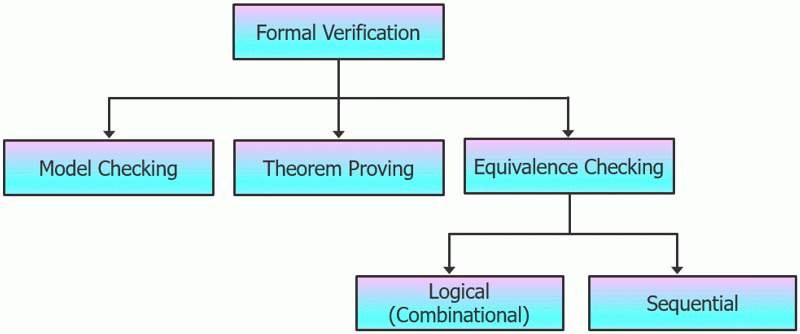 Formal Verification
Model Checking
Theorem Proving
Equivalence Checking
Logical
(Combinational)
Sequential